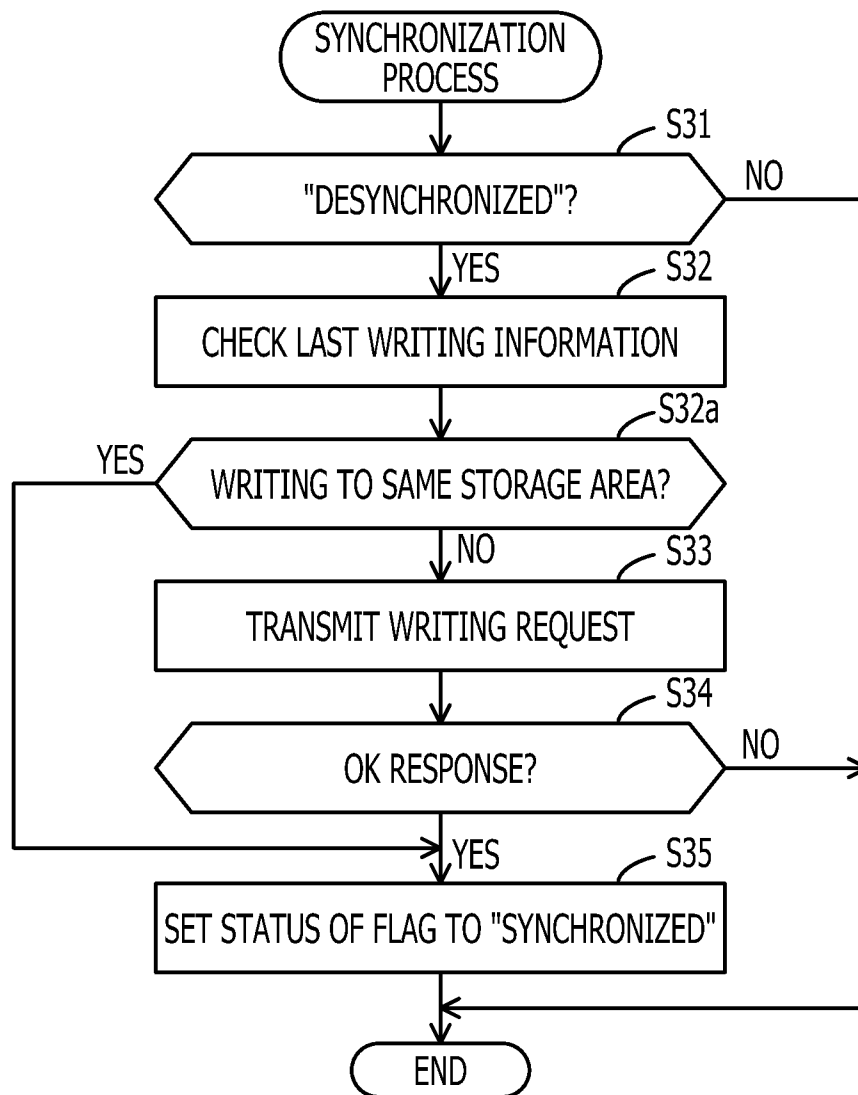 SYNCHRONIZATION
PROCESS
S31
"DESYNCHRONIZED"?
NO
YES
S32
CHECK LAST WRITING INFORMATION
S32a
YES
WRITING TO SAME STORAGE AREA?
NO
S33
TRANSMIT WRITING REQUEST
S34
OK RESPONSE?
NO
YES
S35
SET STATUS OF FLAG TO "SYNCHRONIZED"
END